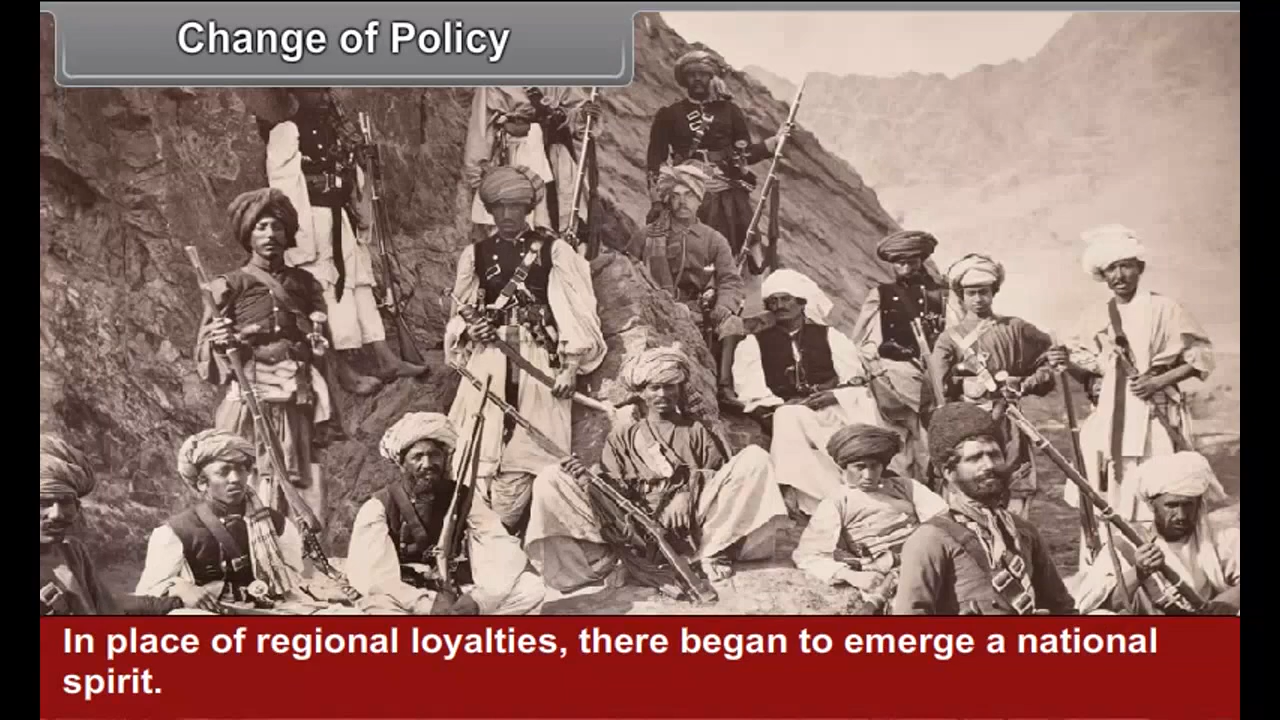 Change of Policy
In place of regional loyalties, there began to emerge a national
spirit.